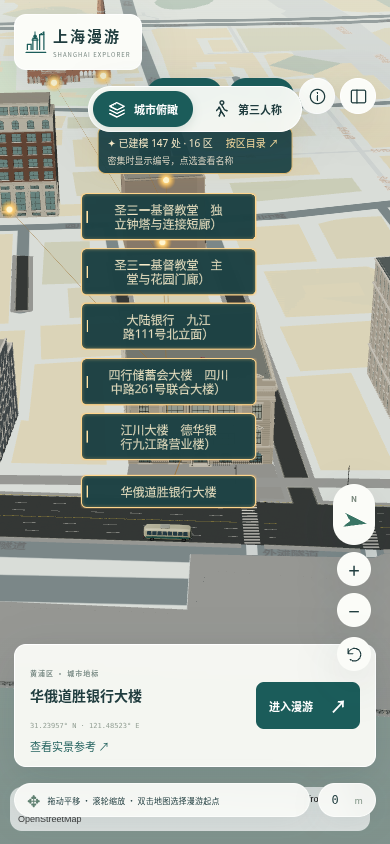 上海漫游
SHANGHAI EXPLORER
城市俯瞰
第三人称
✦ 已建模 147 处 · 16 区 按区目录 ↗
密集时显示编号，点选查看名称
圣三一基督教堂 独
立钟塔与连接短廊）
圣三一基督教堂 主
堂与花园门廊）
大陆银行 九江
路111号北立面）
四行储蓄会大楼 四川
中路261号联合大楼）
江川大楼 德华银
行九江路营业楼）
华俄道胜银行大楼
N
+
−
黄浦区 · 城市地标
华俄道胜银行大楼
进入漫游 ↗
31.23957° N · 121.48523° E
查看实景参考 ↗
拖动平移 · 滚轮缩放 · 双击地图选择漫游起点
0 m
OpenStreetMap